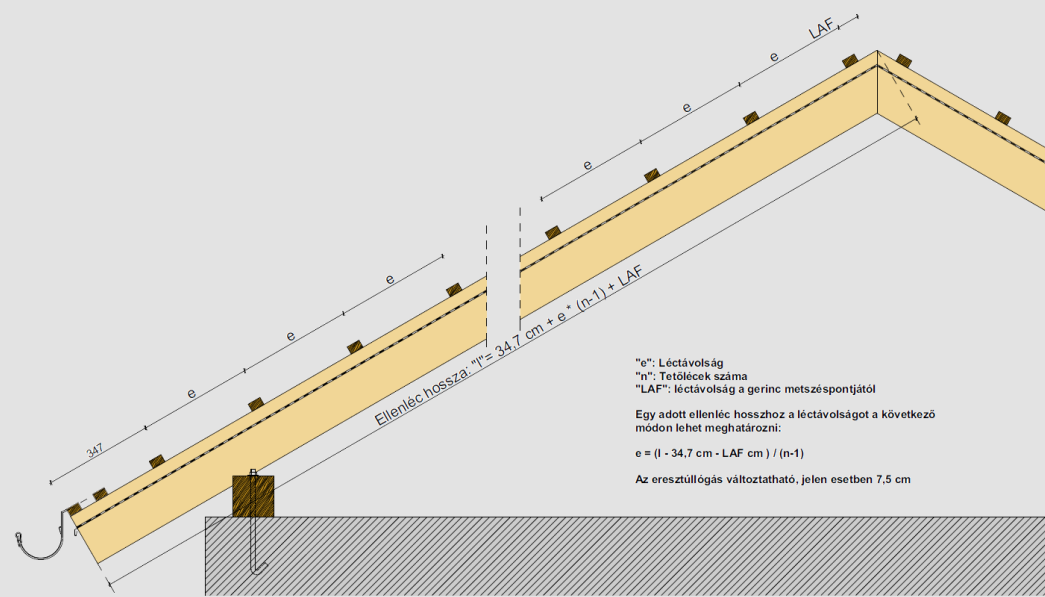 LAF
e
e
e
e
e
e
347
Ellenléc hossza: "l"= 34,7 cm + e * (n-1) + LAF
"e": Léctávolság
"n": Tetőlécek száma
"LAF": léctávolság a gerinc metszéspontjától
Egy adott ellenléc hosszhoz a léctávolságot a következő
módon lehet meghatározni:
e = (l - 34,7 cm - LAF cm ) / (n-1)
Az eresztúllógás változtatható, jelen esetben 7,5 cm